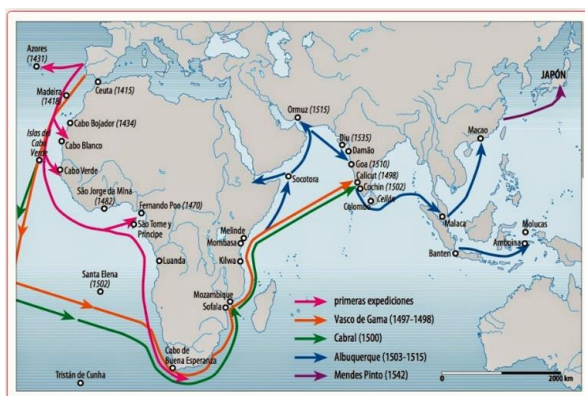 Azores
(1431)
Madeira
(1418)
Ceuta (1415)
Islas del
Cabo
Verde
Cabo Bojador (1434)
Cabo Blanco
Cabo Verde
São Jorge da Mina
(1482)
Fernando Poo (1470)
São Tome y
Príncipe
Santa Elena
(1502)
Luanda
Tristán de Cunha
Cabo de
Buena Esperanza
Mozambique
Sofala
Kilwa
Melinde
Mombasa
Socotora
Ormuz (1515)
Diu (1535)
Damão
Goa (1510)
Calicut (1498)
Cochin (1502)
Ceilán
Colombo
Malaca
Banten
Amboina
Molucas
Macao
JAPÓN
primeras expediciones
Vasco de Gama (1497-1498)
Cabral (1500)
Albuquerque (1503-1515)
Mendes Pinto (1542)
0
2000 km